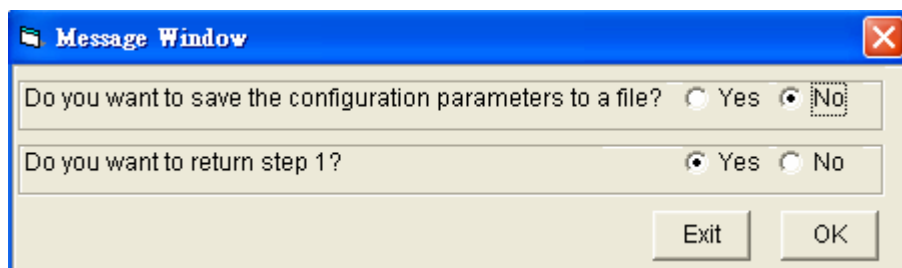 Message Window
Do you want to save the configuration parameters to a file? Yes No
Do you want to return step 1? Yes No
Exit OK